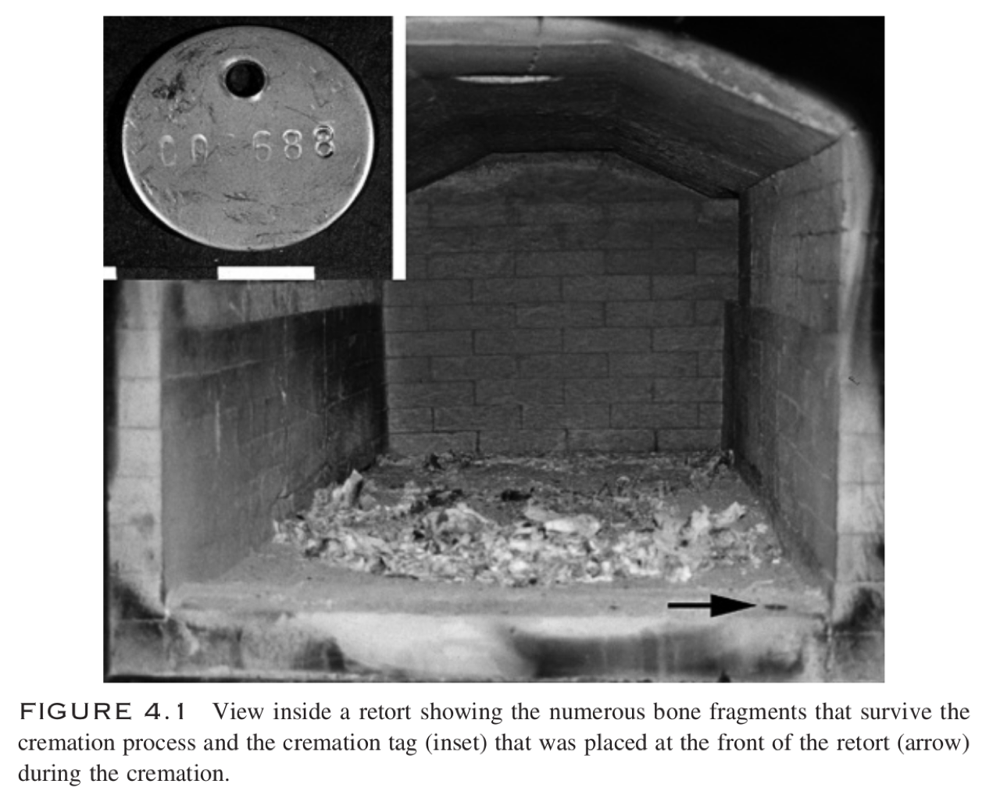 CA 688
FIGURE 4.1 View inside a retort showing the numerous bone fragments that survive the
cremation process and the cremation tag (inset) that was placed at the front of the retort (arrow)
during the cremation.